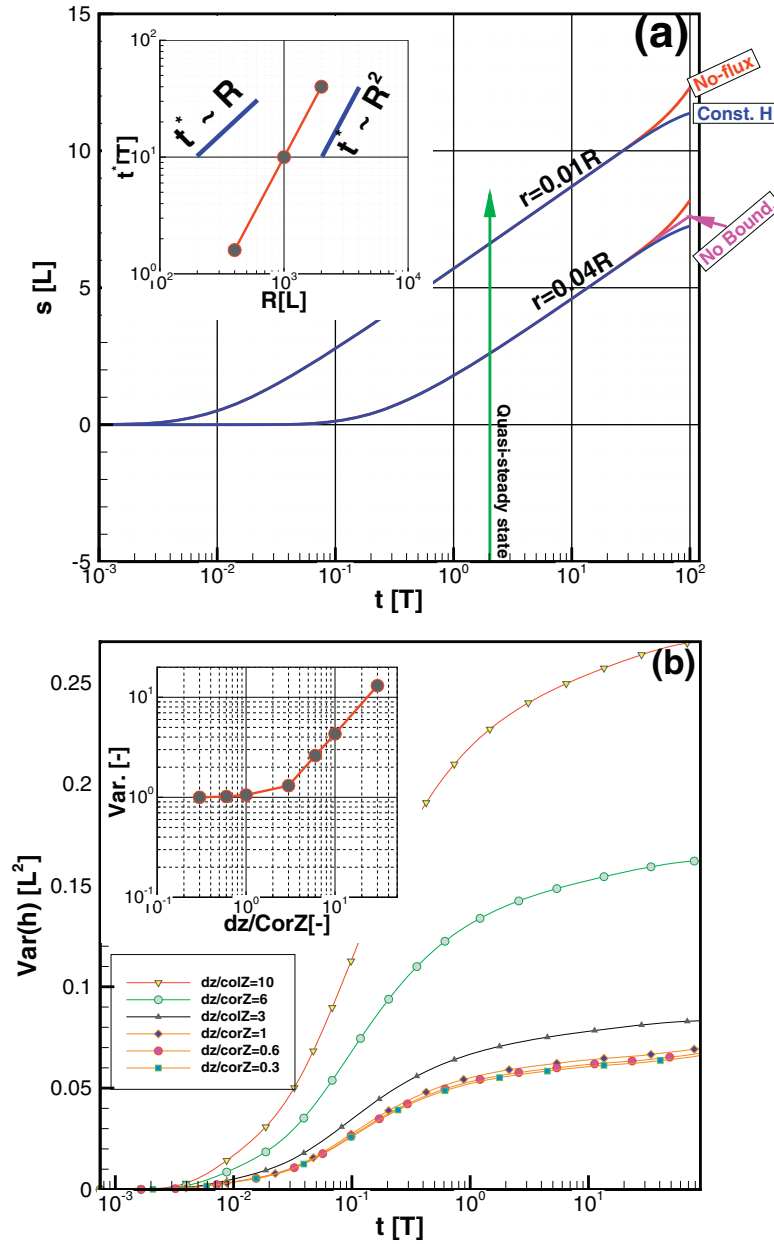 (a)
15
10
5
0
-5
s [L]
10-3
10-2
10-1
100
101
102
t [T]
No-flux
Const. H
No Bound.
r=0.01R
r=0.04R
Quasi-steady state
102
101
100
t*[T]
102
103
104
R[L]
t* ~ R
t* ~ R2
(b)
0.25
0.2
0.15
0.1
0.05
0
Var(h) [L2]
10-3
10-2
10-1
100
101
t [T]
101
100
10-1
Var. [-]
10-1
100
101
dz/CorZ[-]
dz/colZ=10
dz/corZ=6
dz/colZ=3
dz/corZ=1
dz/corZ=0.6
dz/corZ=0.3